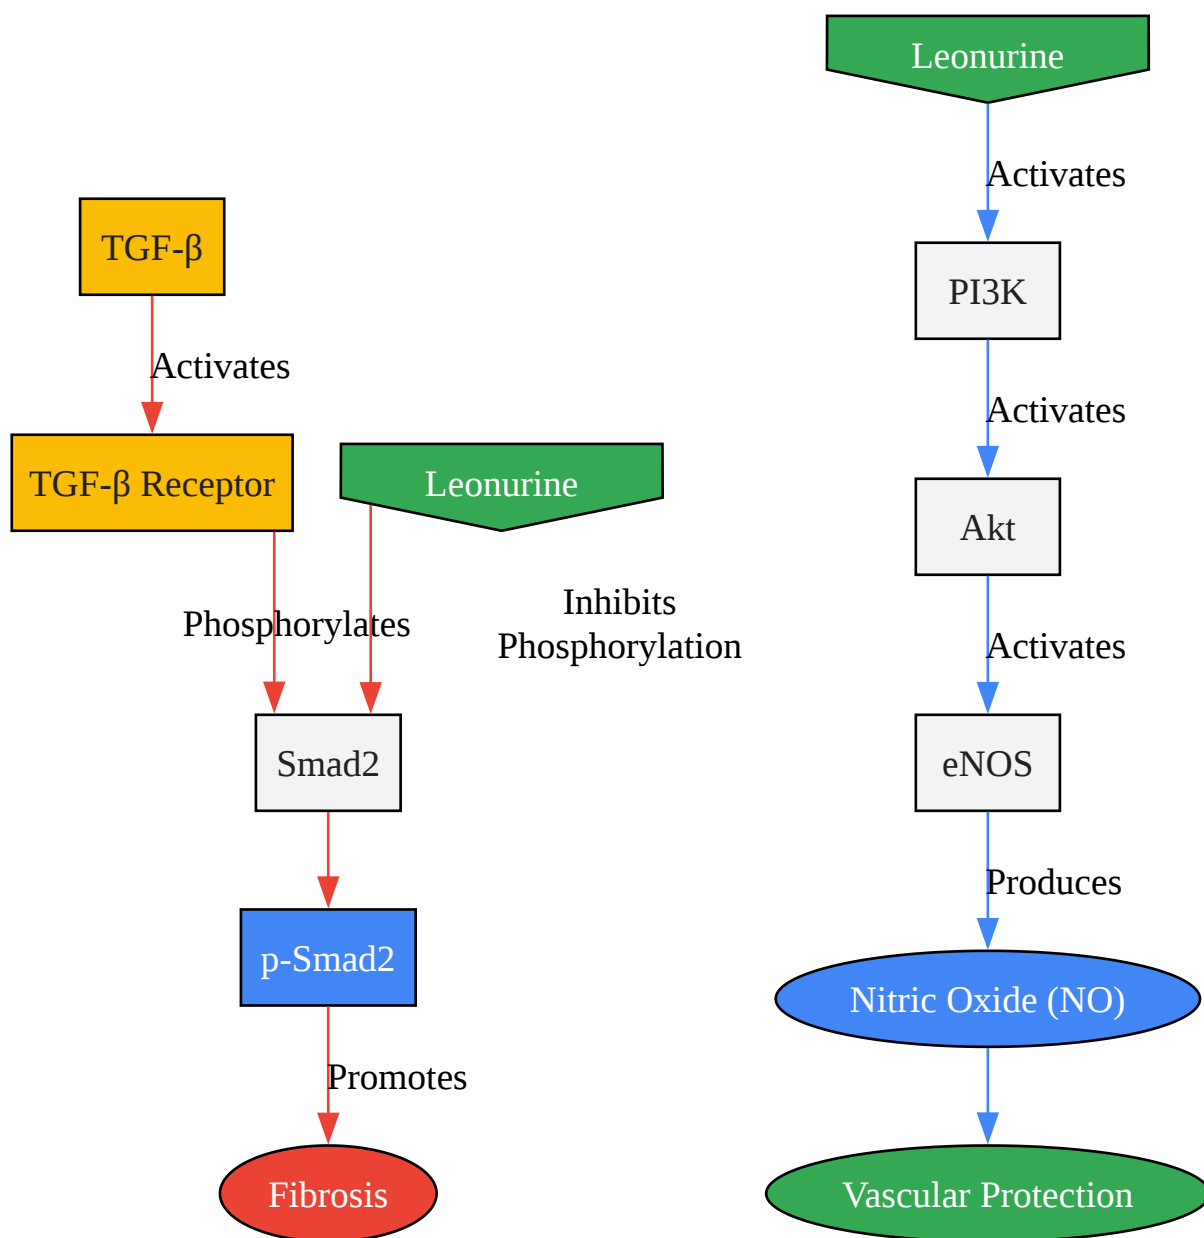 TGF-β
Activates
TGF-β Receptor
Leonurine
Phosphorylates
Inhibits
Phosphorylation
Smad2
p-Smad2
Promotes
Fibrosis
Leonurine
Activates
PI3K
Activates
Akt
Activates
eNOS
Produces
Nitric Oxide (NO)
Vascular Protection